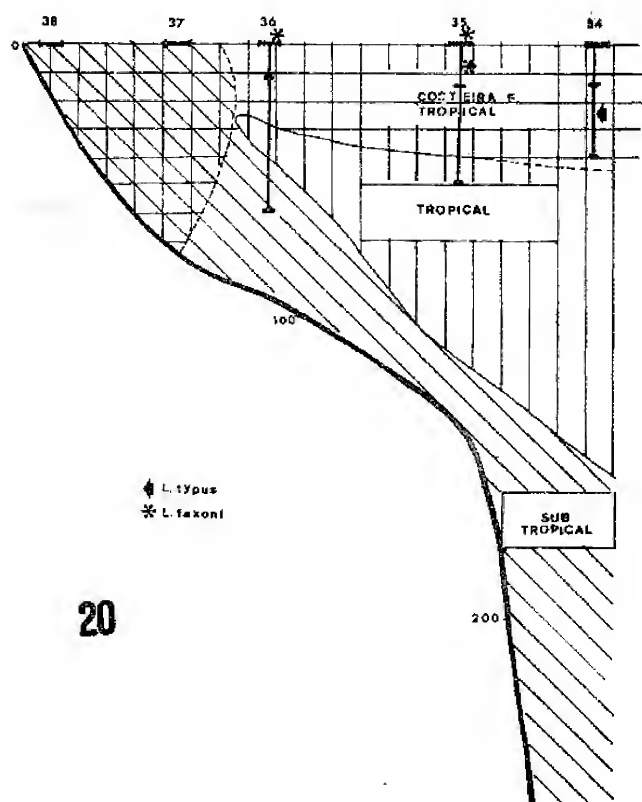 38 37 36 35 34
0
COSTEIRA E
TROPICAL
TROPICAL
100
L. typus
L. faxoni
SUB
TROPICAL
20
200